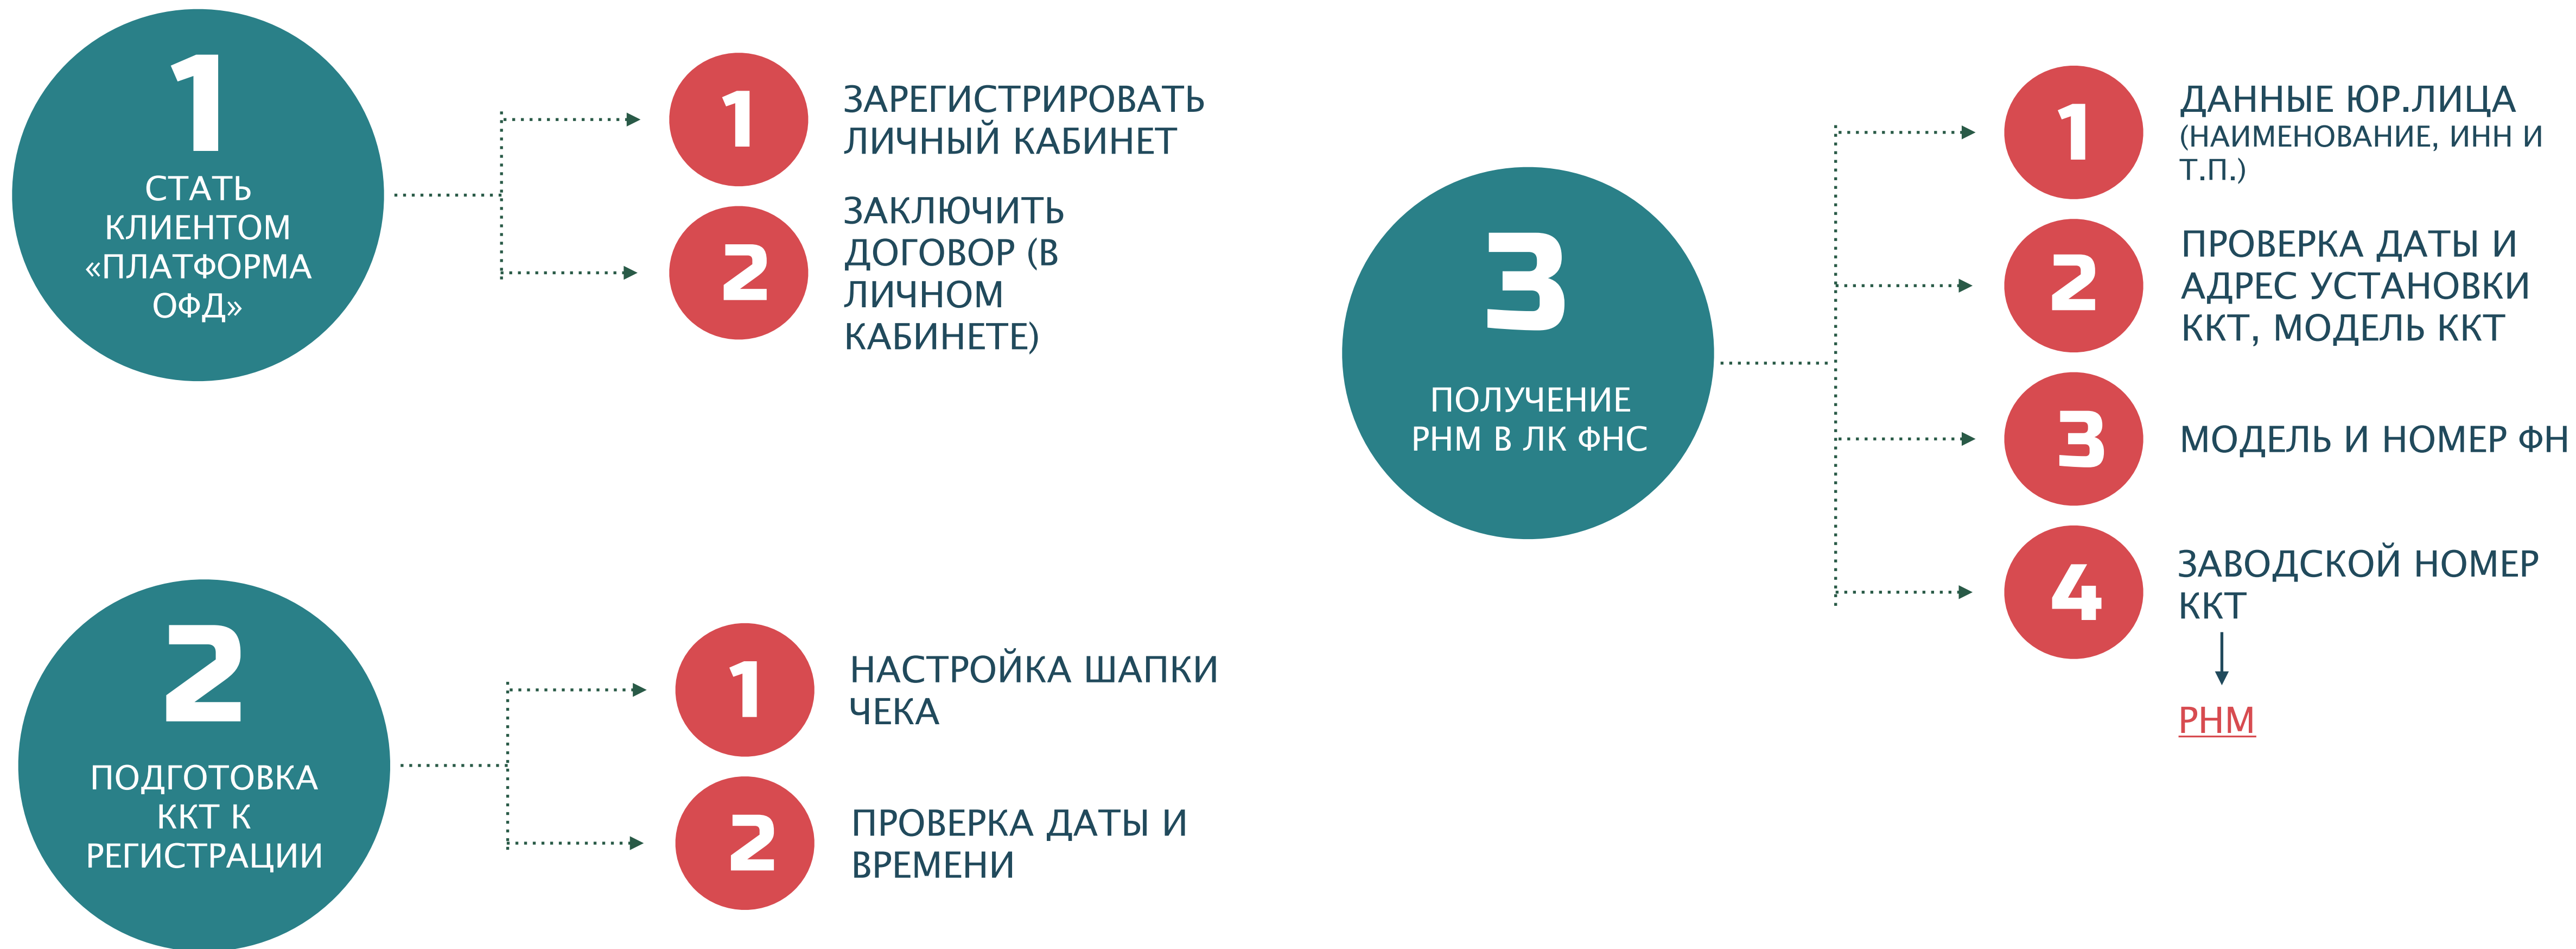 1
СТАТЬ
КЛИЕНТОМ
«ПЛАТФОРМА
ОФД»
1
ЗАРЕГИСТРИРОВАТЬ
ЛИЧНЫЙ КАБИНЕТ
2
ЗАКЛЮЧИТЬ
ДОГОВОР (В
ЛИЧНОМ
КАБИНЕТЕ)
2
ПОДГОТОВКА
ККТ К
РЕГИСТРАЦИИ
1
НАСТРОЙКА ШАПКИ
ЧЕКА
2
ПРОВЕРКА ДАТЫ И
ВРЕМЕНИ
3
ПОЛУЧЕНИЕ
РНМ В ЛК ФНС
1
ДАННЫЕ ЮР.ЛИЦА
(НАИМЕНОВАНИЕ, ИНН И
Т.П.)
2
ПРОВЕРКА ДАТЫ И
АДРЕС УСТАНОВКИ
ККТ, МОДЕЛЬ ККТ
3
МОДЕЛЬ И НОМЕР ФН
4
ЗАВОДСКОЙ НОМЕР
ККТ
РНМ